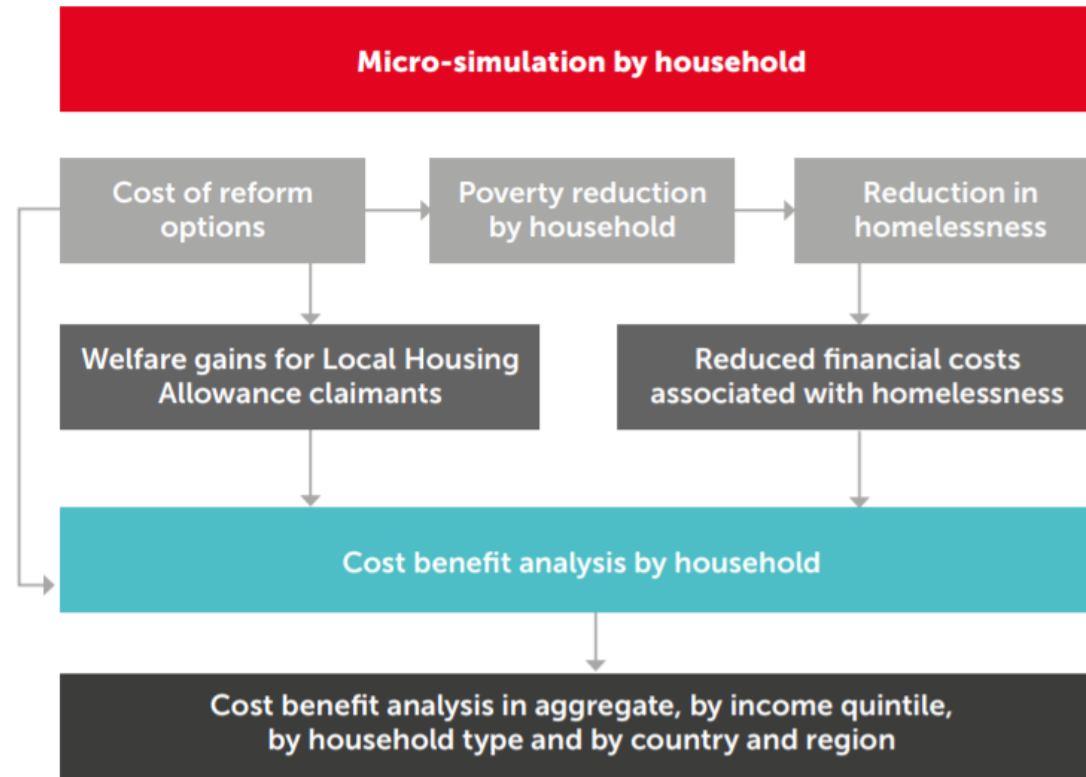 Micro-simulation by household
Cost of reform
options
Poverty reduction
by household
Reduction in
homelessness
Welfare gains for Local Housing
Allowance claimants
Reduced financial costs
associated with homelessness
Cost benefit analysis by household
Cost benefit analysis in aggregate, by income quintile,
by household type and by country and region